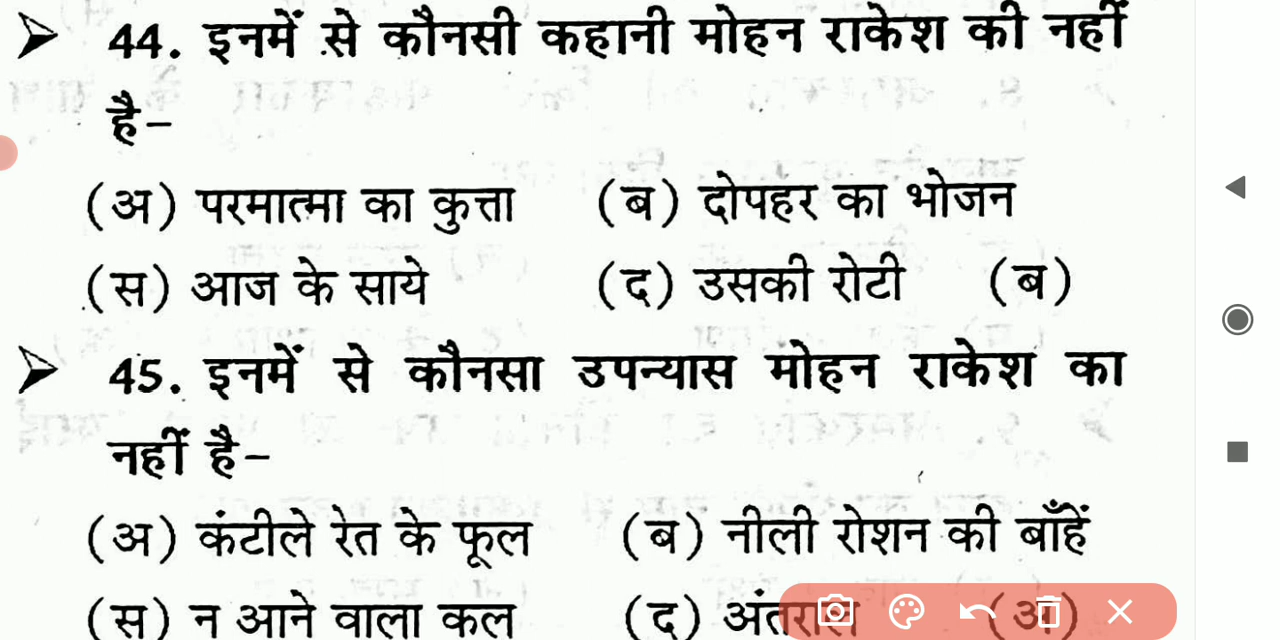 44. इनमें से कौनसी कहानी मोहन राकेश की नहीं
है–
(अ) परमात्मा का कुत्ता (ब) दोपहर का भोजन
(स) आज के साये (द) उसकी रोटी (ब)
45. इनमें से कौनसा उपन्यास मोहन राकेश का
नहीं है–
(अ) कंटीले रेत के फूल (ब) नीली रोशन की बाँहें
(स) न आने वाला कल (द) अंतराल (अ)